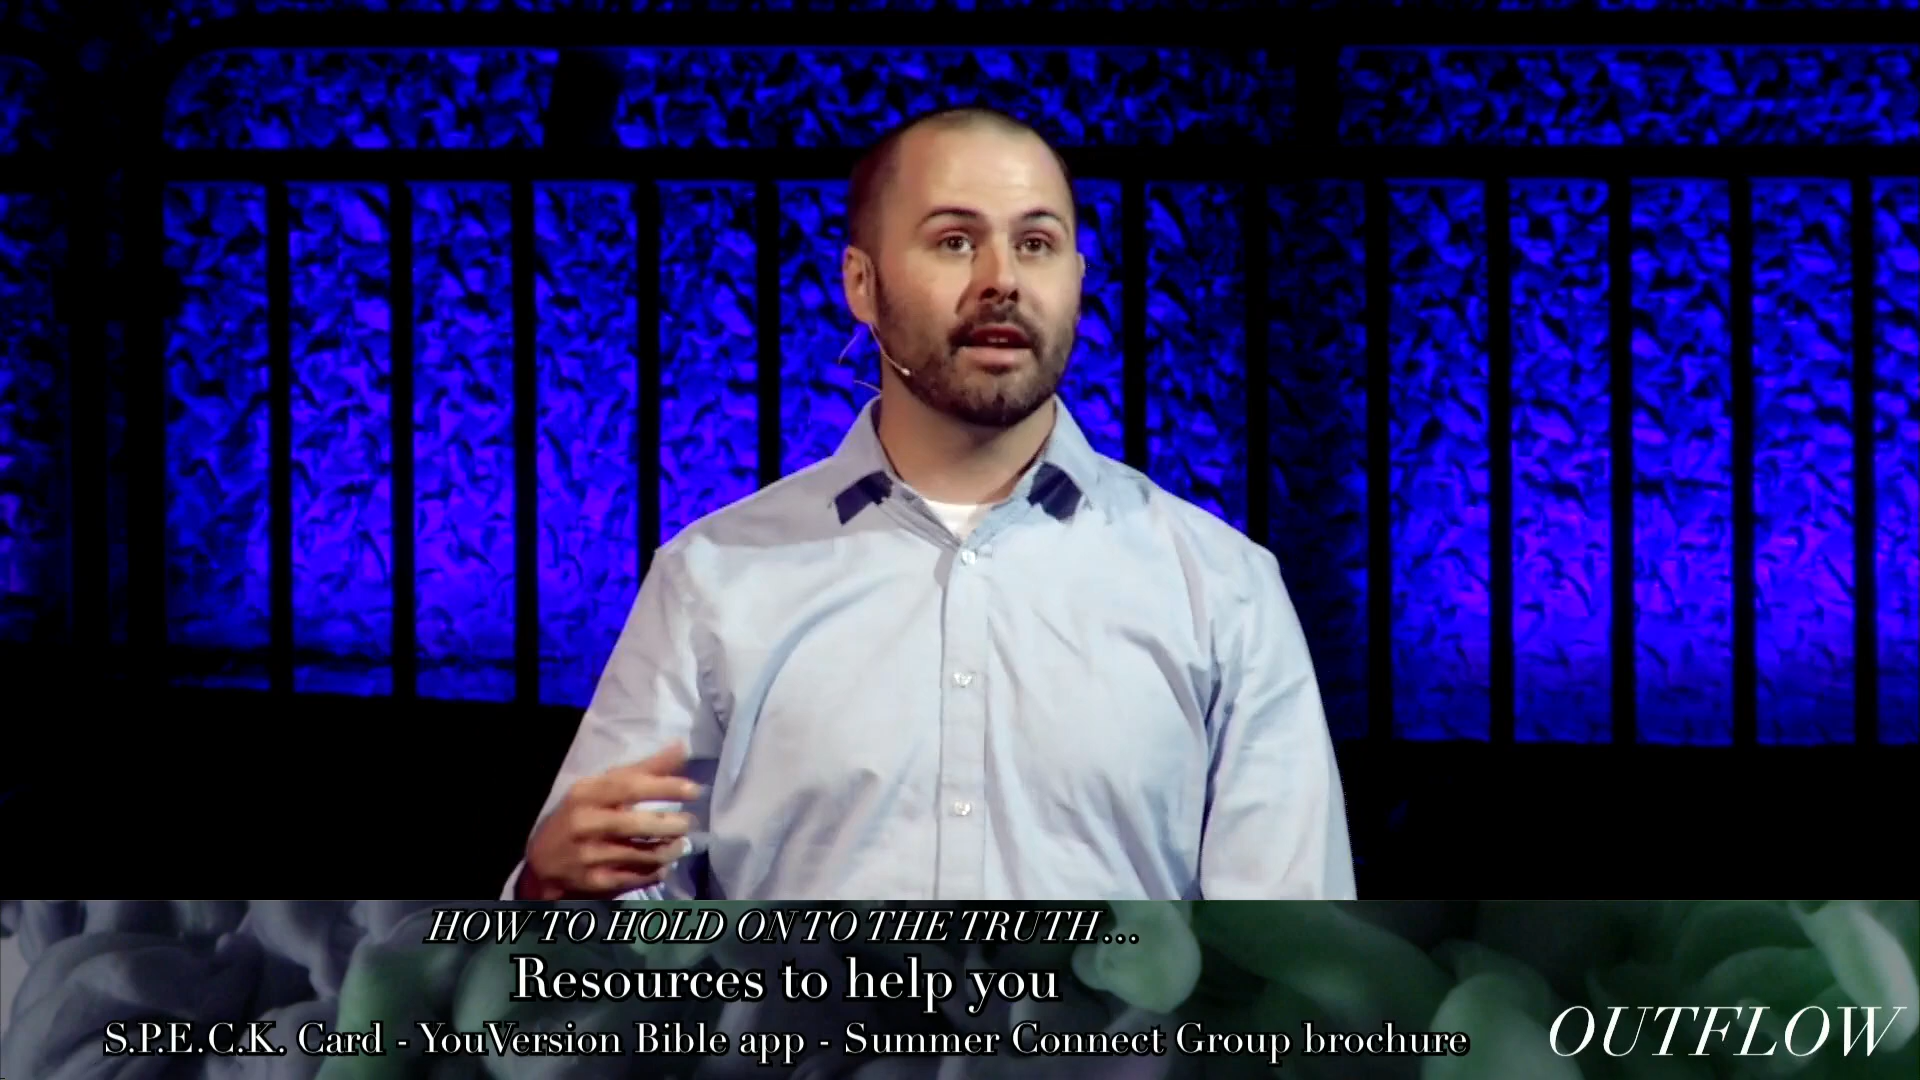 HOW TO HOLD ON TO THE TRUTH...
Resources to help you
S.P.E.C.K. Card - YouVersion Bible app - Summer Connect Group brochure
OUTFLOW